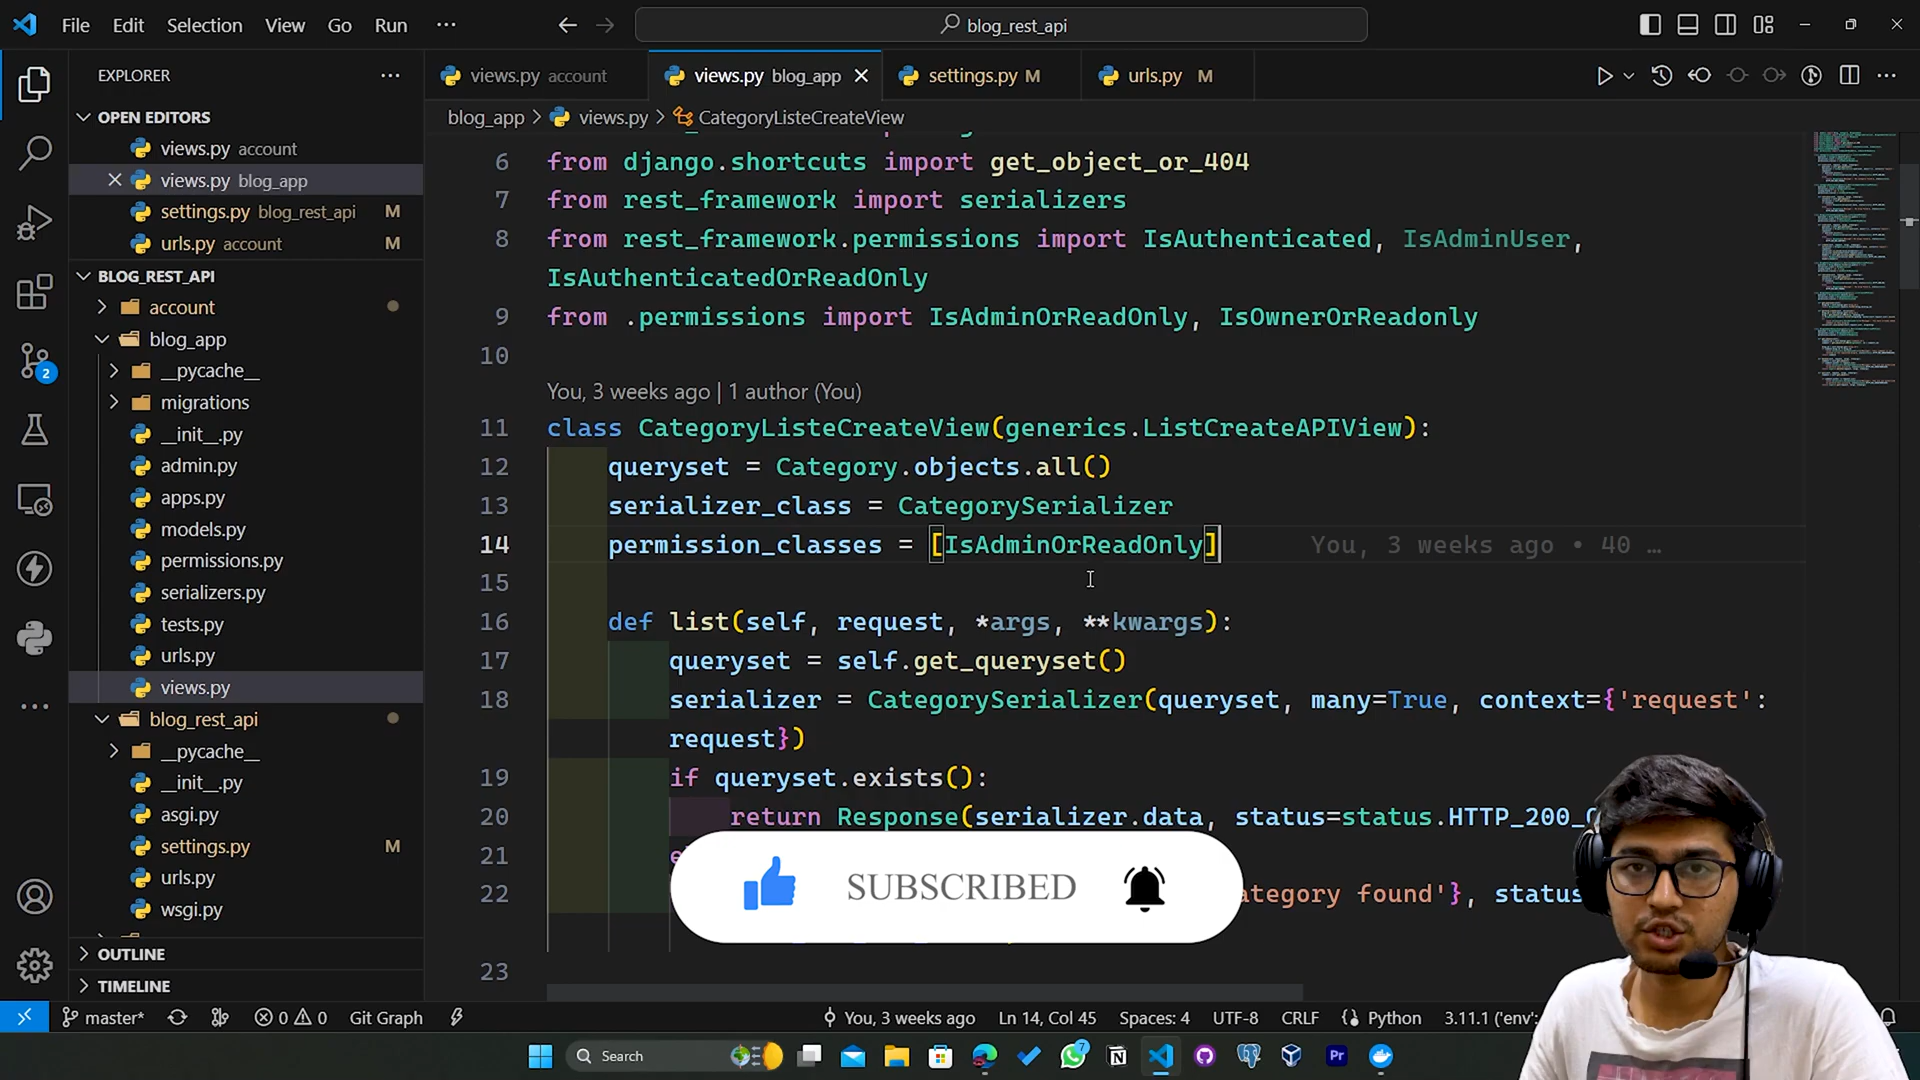 File Edit Selection View Go Run ···
blog_rest_api
EXPLORER
OPEN EDITORS
views.py account
views.py blog_app
settings.py blog_rest_api M
urls.py account M
BLOG_REST_API
account
blog_app
__pycache__
migrations
__init__.py
admin.py
apps.py
models.py
permissions.py
serializers.py
tests.py
urls.py
views.py
blog_rest_api
__pycache__
__init__.py
asgi.py
settings.py M
urls.py
wsgi.py
OUTLINE
TIMELINE
2
views.py account views.py blog_app settings.py M urls.py M
blog_app > views.py > CategoryListeCreateView
6 from django.shortcuts import get_object_or_404
7 from rest_framework import serializers
8 from rest_framework.permissions import IsAuthenticated, IsAdminUser,
IsAuthenticatedOrReadOnly
9 from .permissions import IsAdminOrReadOnly, IsOwnerOrReadonly
10
You, 3 weeks ago | 1 author (You)
11 class CategoryListeCreateView(generics.ListCreateAPIView):
12 queryset = Category.objects.all()
13 serializer_class = CategorySerializer
14 permission_classes = [IsAdminOrReadOnly] You, 3 weeks ago • 40 …
15
16 def list(self, request, *args, **kwargs):
17 queryset = self.get_queryset()
18 serializer = CategorySerializer(queryset, many=True, context={'request':
request})
19 if queryset.exists():
20 return Response(serializer.data, status=status.HTTP_200_
21
22 ategory found'}, status
23
SUBSCRIBED
master* 0 0 Git Graph You, 3 weeks ago Ln 14, Col 45 Spaces: 4 UTF-8 CRLF Python 3.11.1 ('env':
Search 7 Pr